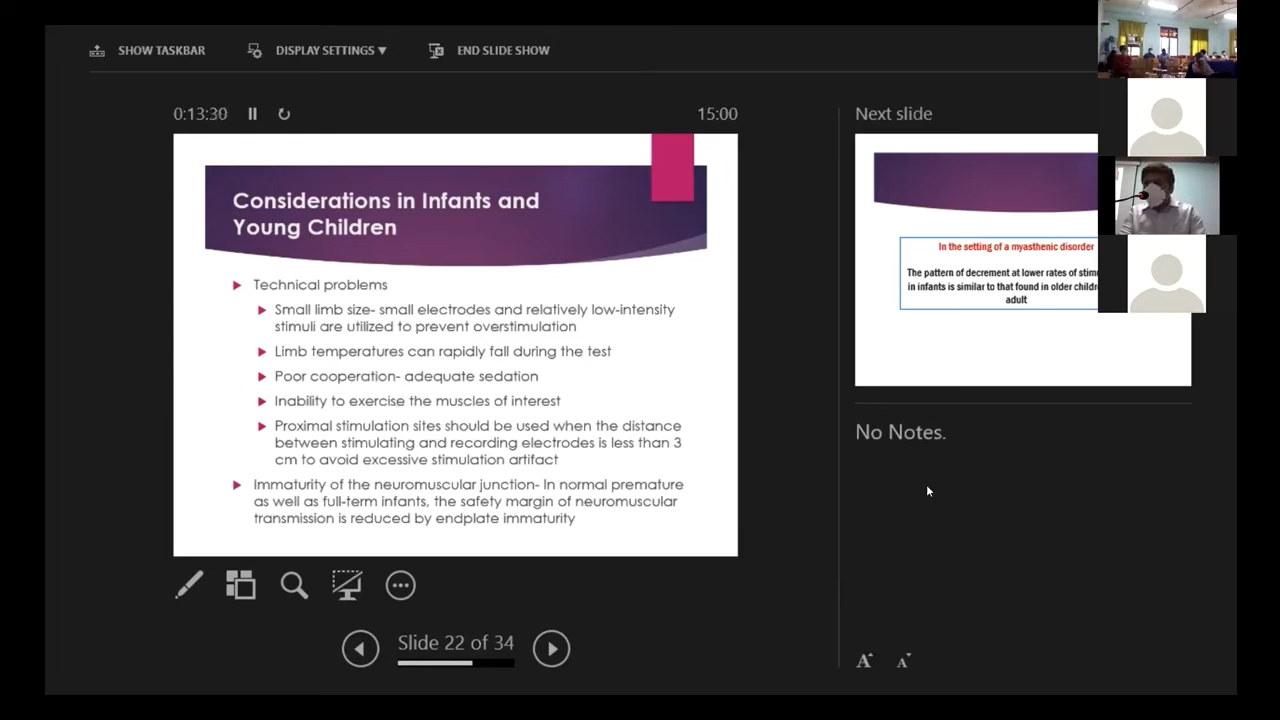 SHOW TASKBAR
DISPLAY SETTINGS ▼
END SLIDE SHOW
0:13:30
15:00
Considerations in Infants and
Young Children
Technical problems
Small limb size- small electrodes and relatively low-intensity
stimuli are utilized to prevent overstimulation
Limb temperatures can rapidly fall during the test
Poor cooperation- adequate sedation
Inability to exercise the muscles of interest
Proximal stimulation sites should be used when the distance
between stimulating and recording electrodes is less than 3
cm to avoid excessive stimulation artifact
Immaturity of the neuromuscular junction- In normal premature
as well as full-term infants, the safety margin of neuromuscular
transmission is reduced by endplate immaturity
Slide 22 of 34
Next slide
In the setting of a myasthenic disorder
The pattern of decrement at lower rates of
in infants is similar to that found in older
adult
No Notes.
A A